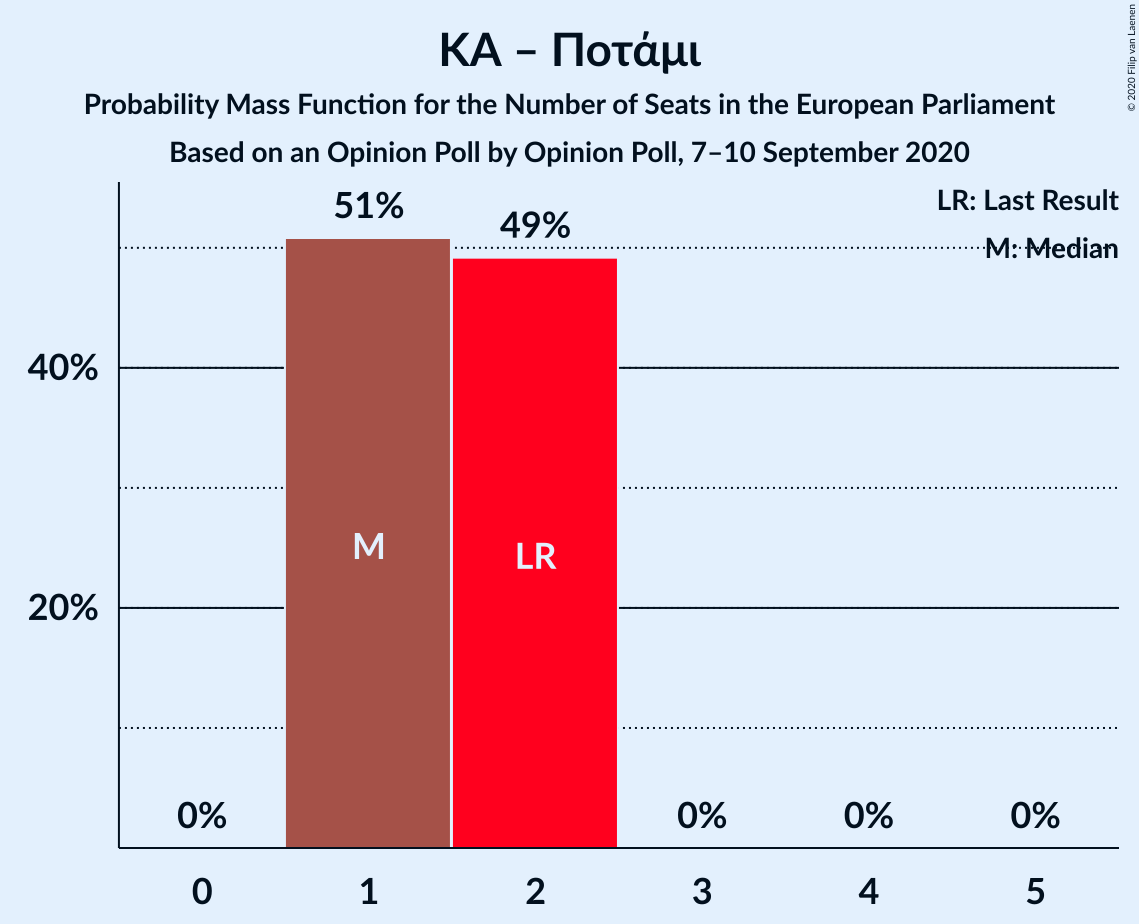 ΚΑ – Ποτάμι
Probability Mass Function for the Number of Seats in the European Parliament
Based on an Opinion Poll by Opinion Poll, 7–10 September 2020
© 2020 Filip van Laenen
LR: Last Result
M: Median
51%
49%
40%
20%
M
LR
0%
0%
0%
0%
0
1
2
3
4
5